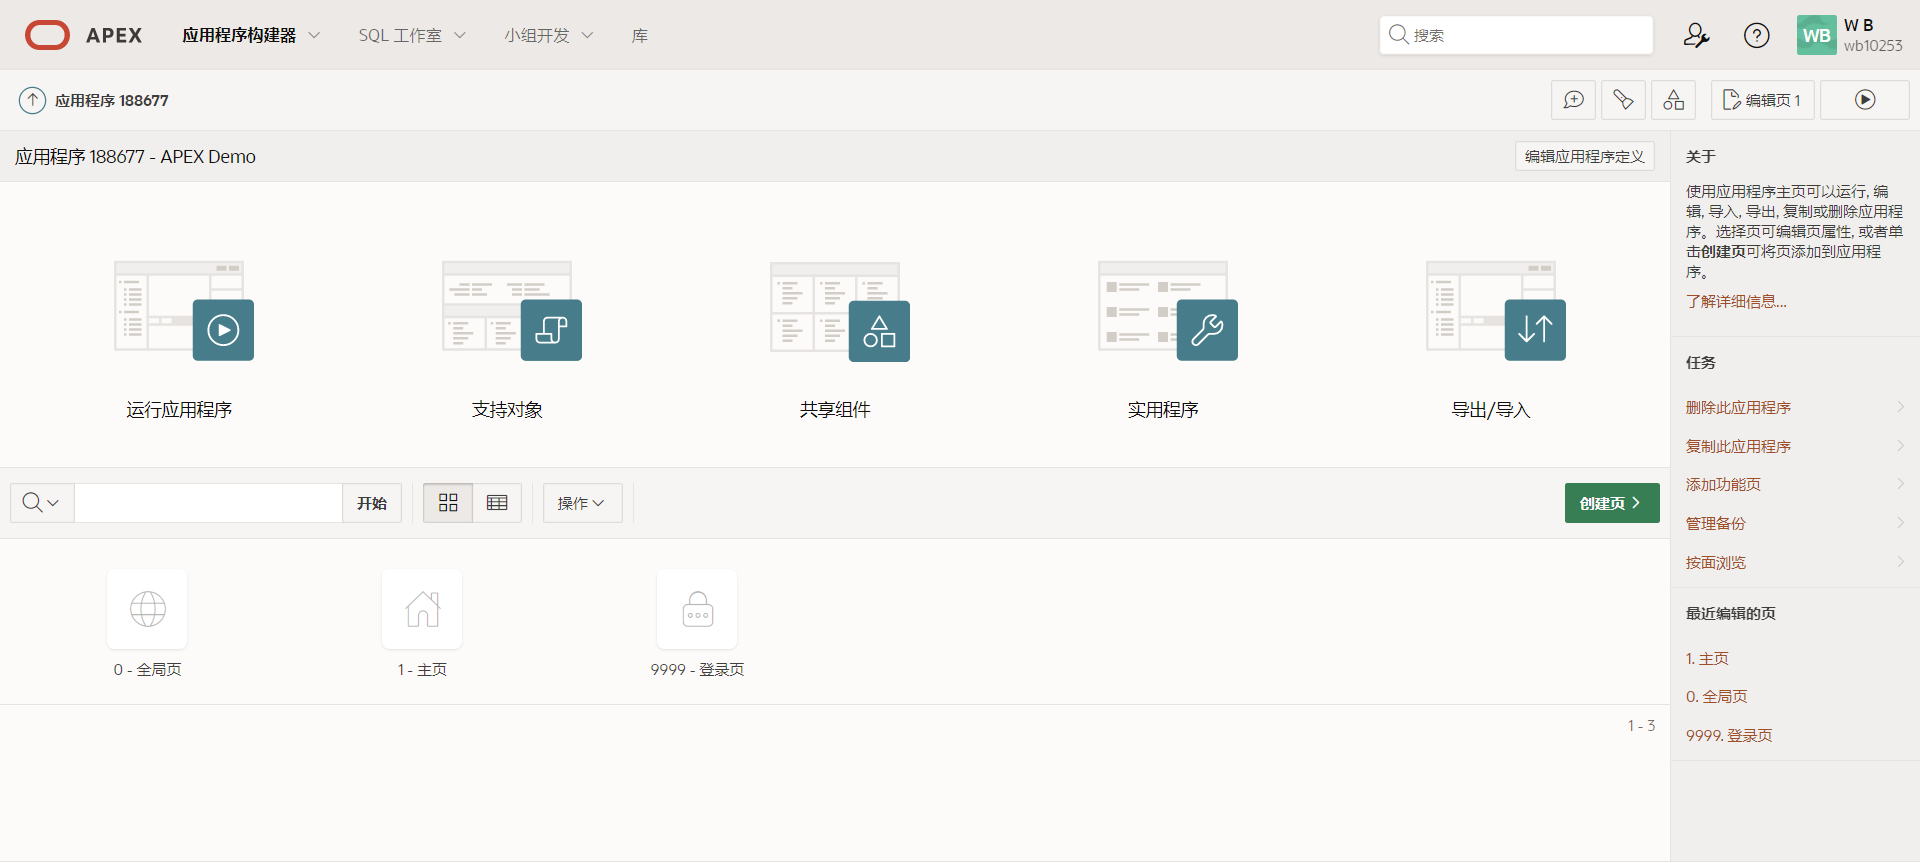 APEX
应用程序构建器
SQL 工作室
小组开发
库
搜索
WB
W B
wb10253
应用程序 188677
编辑页 1
应用程序 188677 - APEX Demo
编辑应用程序定义
运行应用程序
支持对象
共享组件
实用程序
导出/导入
开始
操作
创建页
0 - 全局页
1 - 主页
9999 - 登录页
1 - 3
关于
使用应用程序主页可以运行, 编
辑, 导入, 导出, 复制或删除应用程
序。选择页可编辑页属性, 或者单
击创建页可将页添加到应用程
序。
了解详细信息...
任务
删除此应用程序
复制此应用程序
添加功能页
管理备份
按面浏览
最近编辑的页
1. 主页
0. 全局页
9999. 登录页